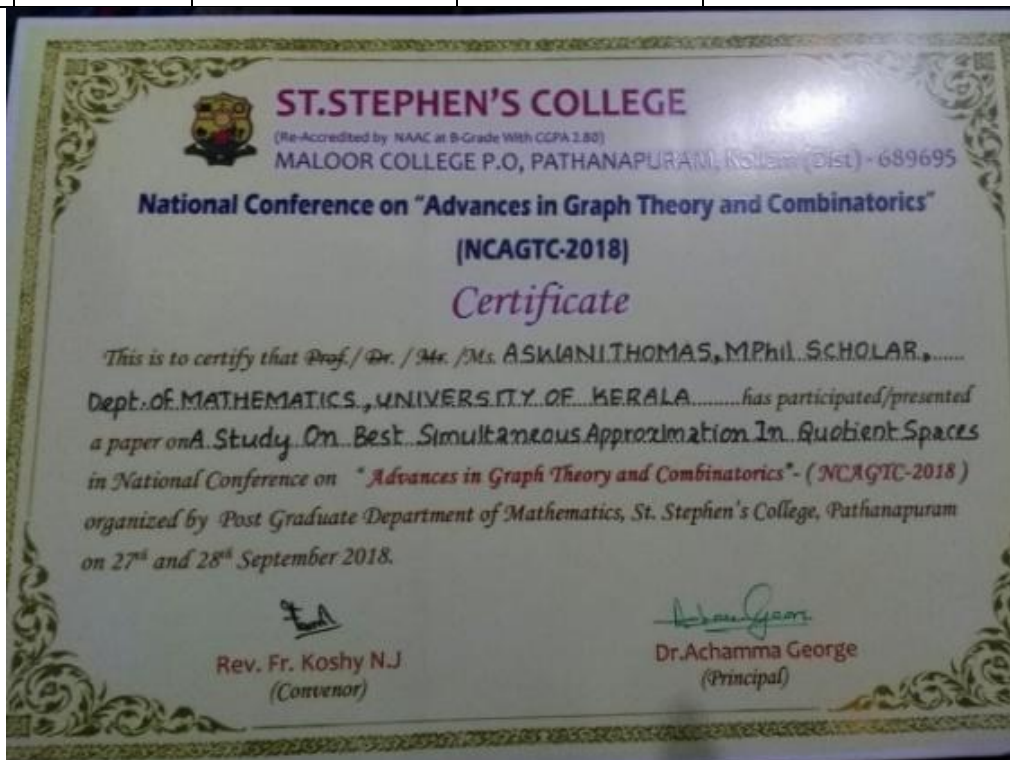 ST.STEPHEN'S COLLEGE
(Re-Accredited by NAAC at B-Grade With CGPA 2.80)
MALOOR COLLEGE P.O, PATHANAPURAM, Kollam (Dist) - 689695
National Conference on "Advances in Graph Theory and Combinatorics"
(NCAGTC-2018)
Certificate
This is to certify that Prof./ Dr. / Mr. /Ms. ASWANI THOMAS, MPhil SCHOLAR,......
Dept. of MATHEMATICS, UNIVERSITY OF KERALA ......... has participated/presented
a paper on A Study On Best Simultaneous Approximation In Quotient Spaces
in National Conference on "Advances in Graph Theory and Combinatorics"- ( NCAGTC-2018 )
organized by Post Graduate Department of Mathematics, St. Stephen's College, Pathanapuram
on 27th and 28th September 2018.
Rev. Fr. Koshy N.J
(Convenor)
Dr.Achamma George
(Principal)